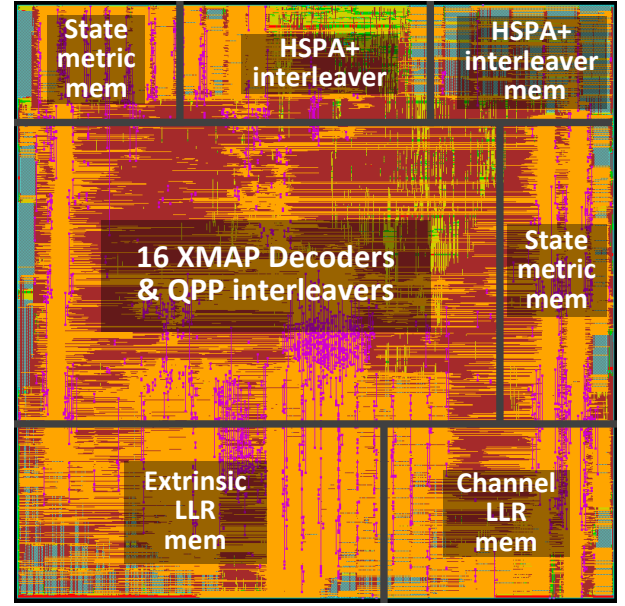 State
metric
mem
HSPA+
interleaver
HSPA+
interleaver
mem
16 XMAP Decoders
& QPP interleavers
State
metric
mem
Extrinsic
LLR
mem
Channel
LLR
mem